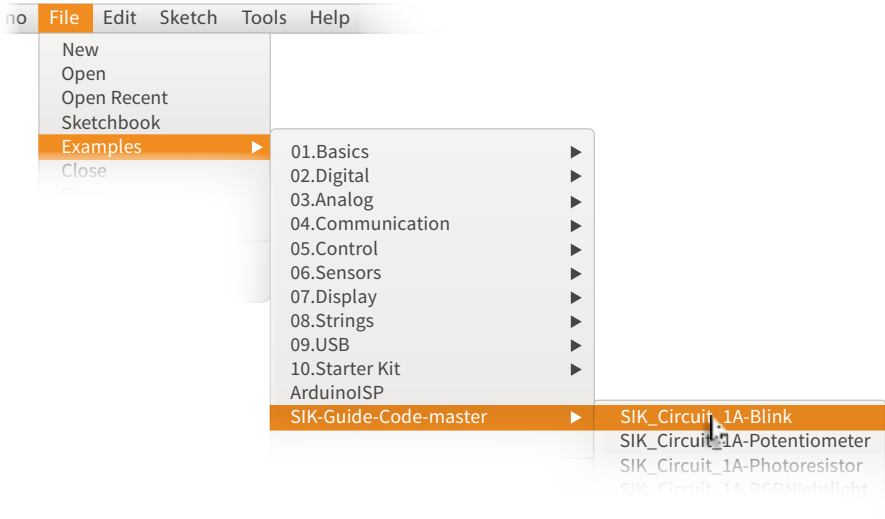 no File Edit Sketch Tools Help
New
Open
Open Recent
Sketchbook
Examples
Close
01.Basics
02.Digital
03.Analog
04.Communication
05.Control
06.Sensors
07.Display
08.Strings
09.USB
10.Starter Kit
ArduinoISP
SIK-Guide-Code-master
SIK_Circuit_1A-Blink
SIK_Circuit_1A-Potentiometer
SIK_Circuit_1A-Photoresistor
SIK_Circuit_1A-RGBNightlight